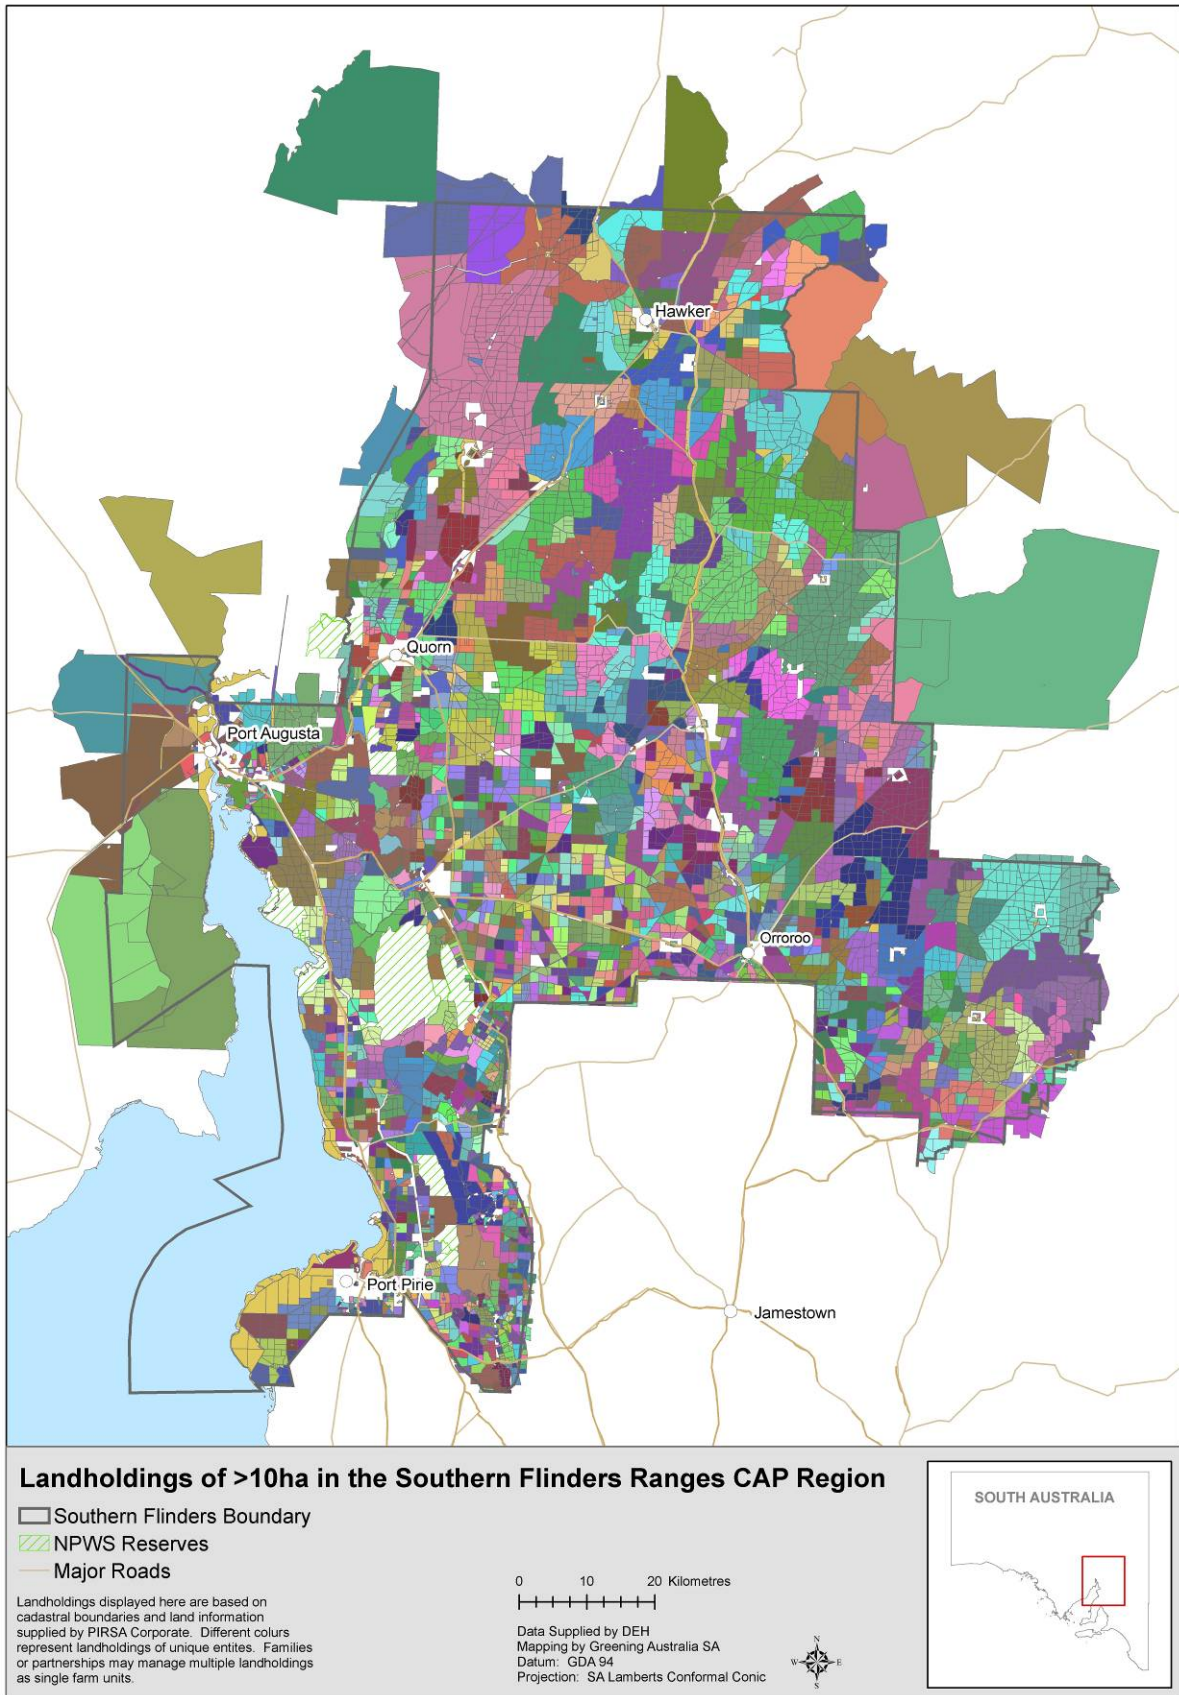 Hawker
Quorn
Port Augusta
Orroroo
Port Pirie
Jamestown
Landholdings of >10ha in the Southern Flinders Ranges CAP Region
Southern Flinders Boundary
NPWS Reserves
Major Roads
Landholdings displayed here are based on
cadastral boundaries and land information
supplied by PIRSA Corporate.  Different colurs
represent landholdings of unique entites.  Families
or partnerships may manage multiple landholdings
as single farm units.
0 10 20 Kilometres
Data Supplied by DEH
Mapping by Greening Australia SA
Datum:  GDA 94
Projection:  SA Lamberts Conformal Conic
N
W E
S
SOUTH AUSTRALIA